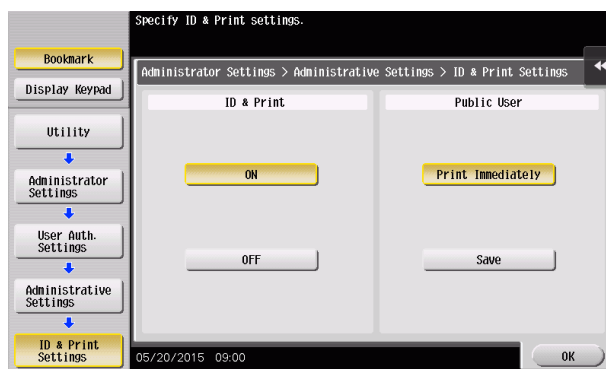 Specify ID & Print settings.
Bookmark
Display Keypad
Utility
Administrator
Settings
User Auth.
Settings
Administrative
Settings
ID & Print
Settings
Administrator Settings > Administrative Settings > ID & Print Settings
ID & Print
Public User
ON
Print Immediately
OFF
Save
05/20/2015 09:00
OK